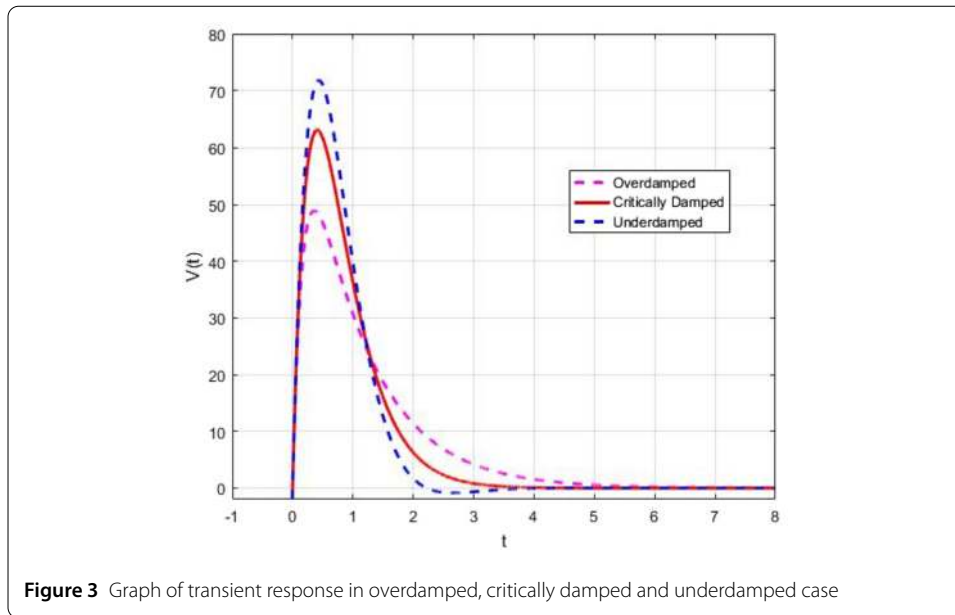 80
70
60
50
40
30
20
10
0
V(t)
Overdamped
Critically Damped
Underdamped
-1 0 1 2 3 4 5 6 7 8
t
Figure 3 Graph of transient response in overdamped, critically damped and underdamped case